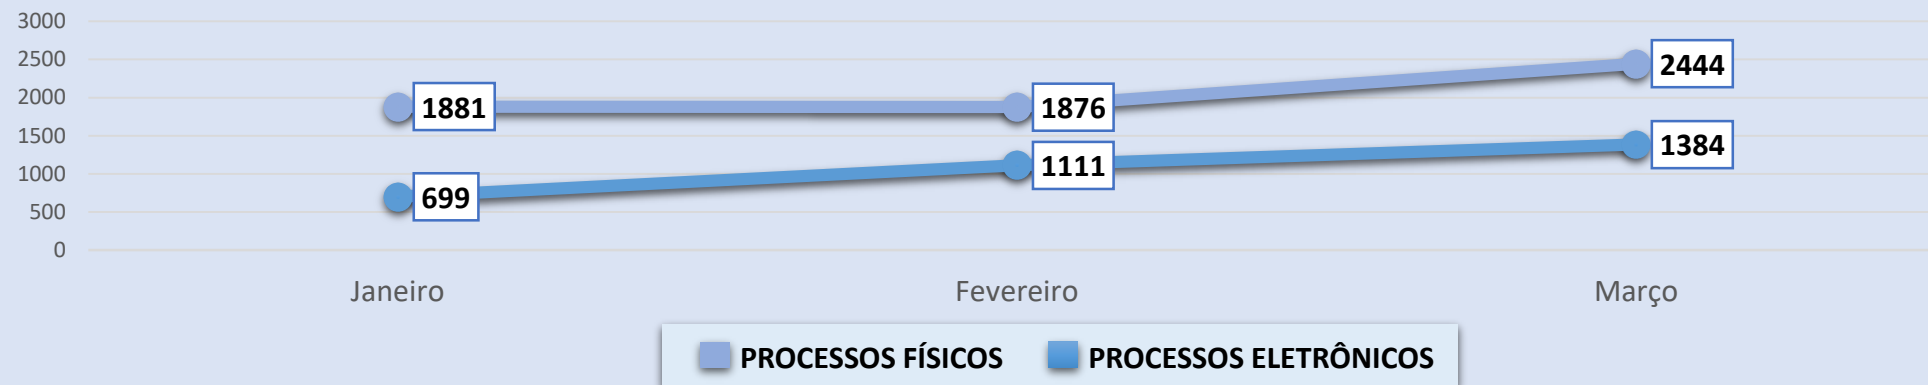 3000
2500
2000
1500
1000
500
0
1881
1876
2444
699
1111
1384
Janeiro
Fevereiro
Março
PROCESSOS FÍSICOS
PROCESSOS ELETRÔNICOS